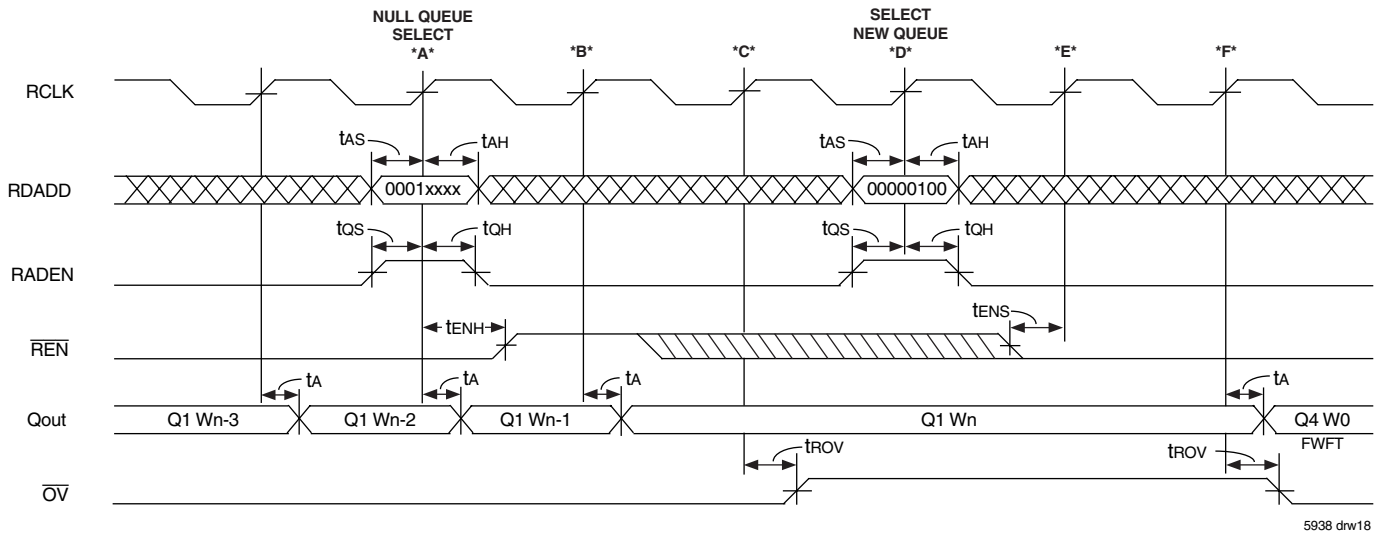 NULL QUEUE
SELECT
*A*
*B*
*C*
SELECT
NEW QUEUE
*D*
*E*
*F*
RCLK
tAS
tAH
tAS
tAH
RDADD
0001xxxx
00000100
tQS
tQH
tQS
tQH
RADEN
tENH
tENS
REN
tA
tA
tA
tA
Qout
Q1 Wn-3
Q1 Wn-2
Q1 Wn-1
Q1 Wn
Q4 W0
FWFT
tROV
tROV
OV
5938 drw18